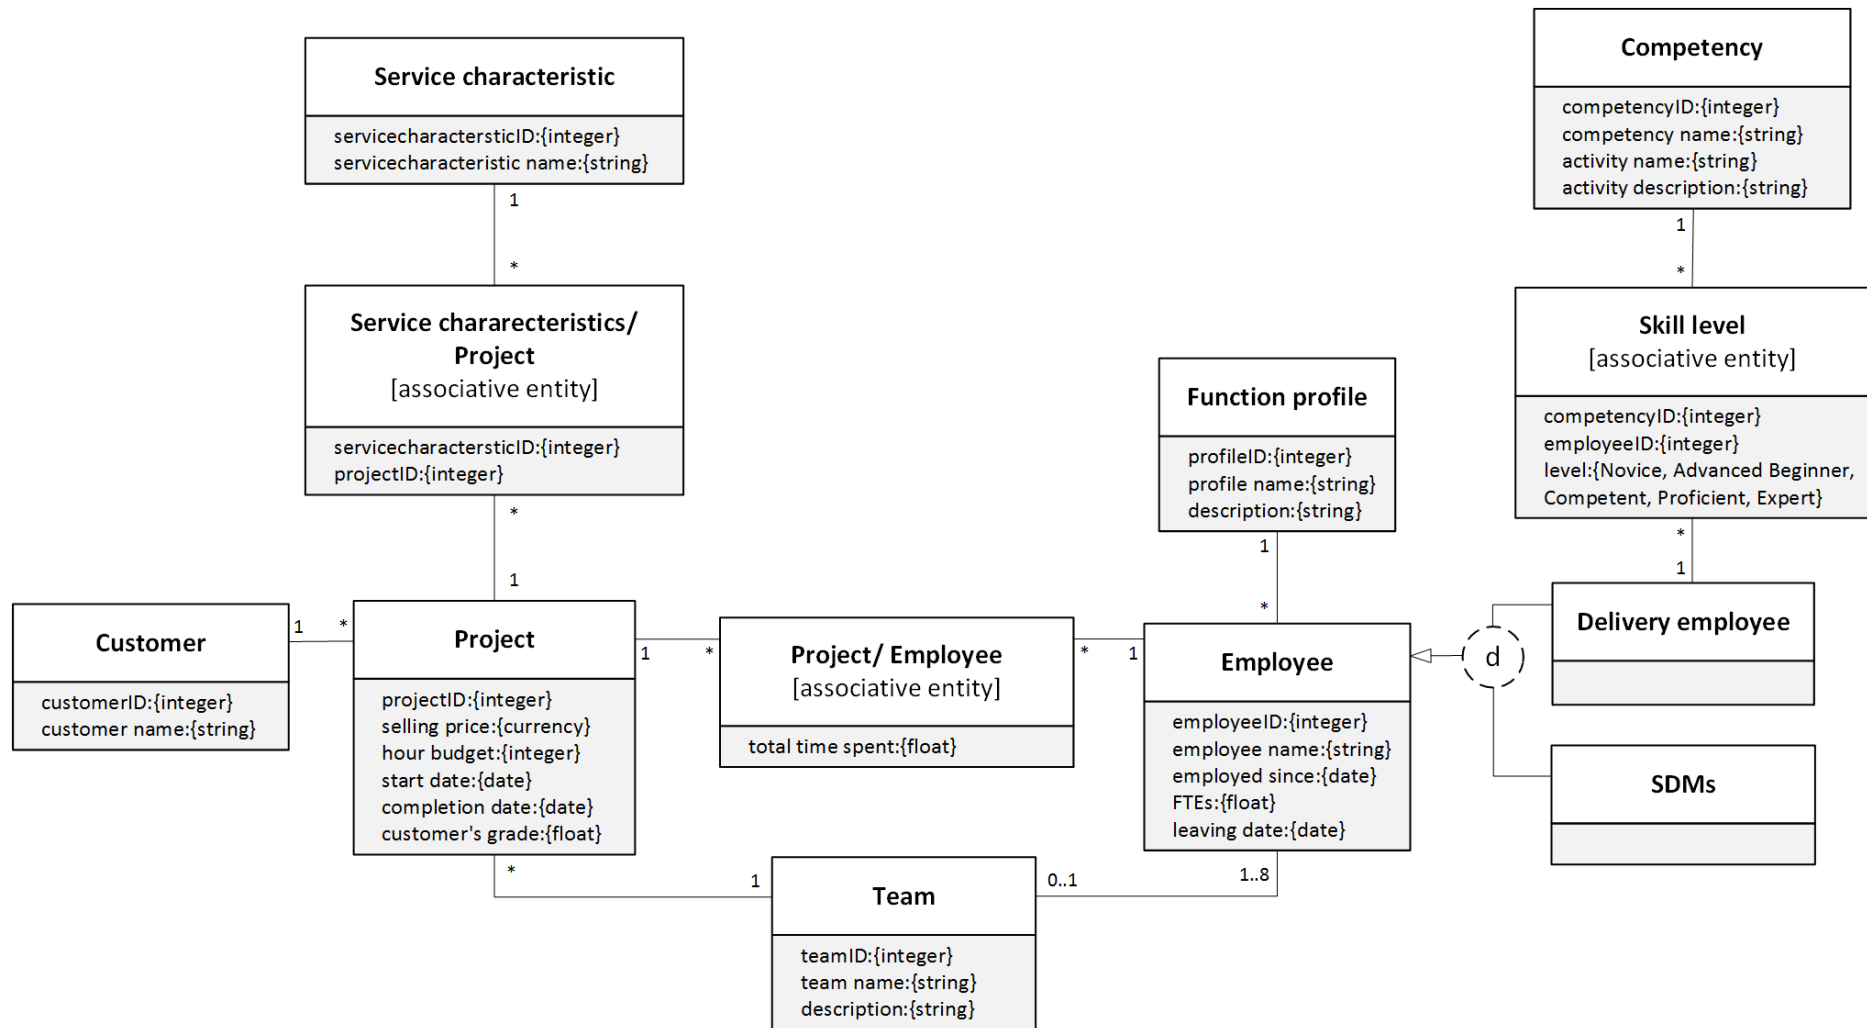 Service characteristic
servicecharactersticID:{integer}
servicecharacteristic name:{string}
1
*
Service chararecteristics/
Project
[associative entity]
servicecharactersticID:{integer}
projectID:{integer}
*
1
Customer
customerID:{integer}
customer name:{string}
1
*
Project
projectID:{integer}
selling price:{currency}
hour budget:{integer}
start date:{date}
completion date:{date}
customer's grade:{float}
1
*
Project/ Employee
[associative entity]
total time spent:{float}
*
1
Function profile
profileID:{integer}
profile name:{string}
description:{string}
1
*
Employee
employeeID:{integer}
employee name:{string}
employed since:{date}
FTEs:{float}
leaving date:{date}
d
Competency
competencyID:{integer}
competency name:{string}
activity name:{string}
activity description:{string}
1
*
Skill level
[associative entity]
competencyID:{integer}
employeeID:{integer}
level:{Novice, Advanced Beginner,
Competent, Proficient, Expert}
*
1
Delivery employee
SDMs
*
1
0..1
1..8
Team
teamID:{integer}
team name:{string}
description:{string}